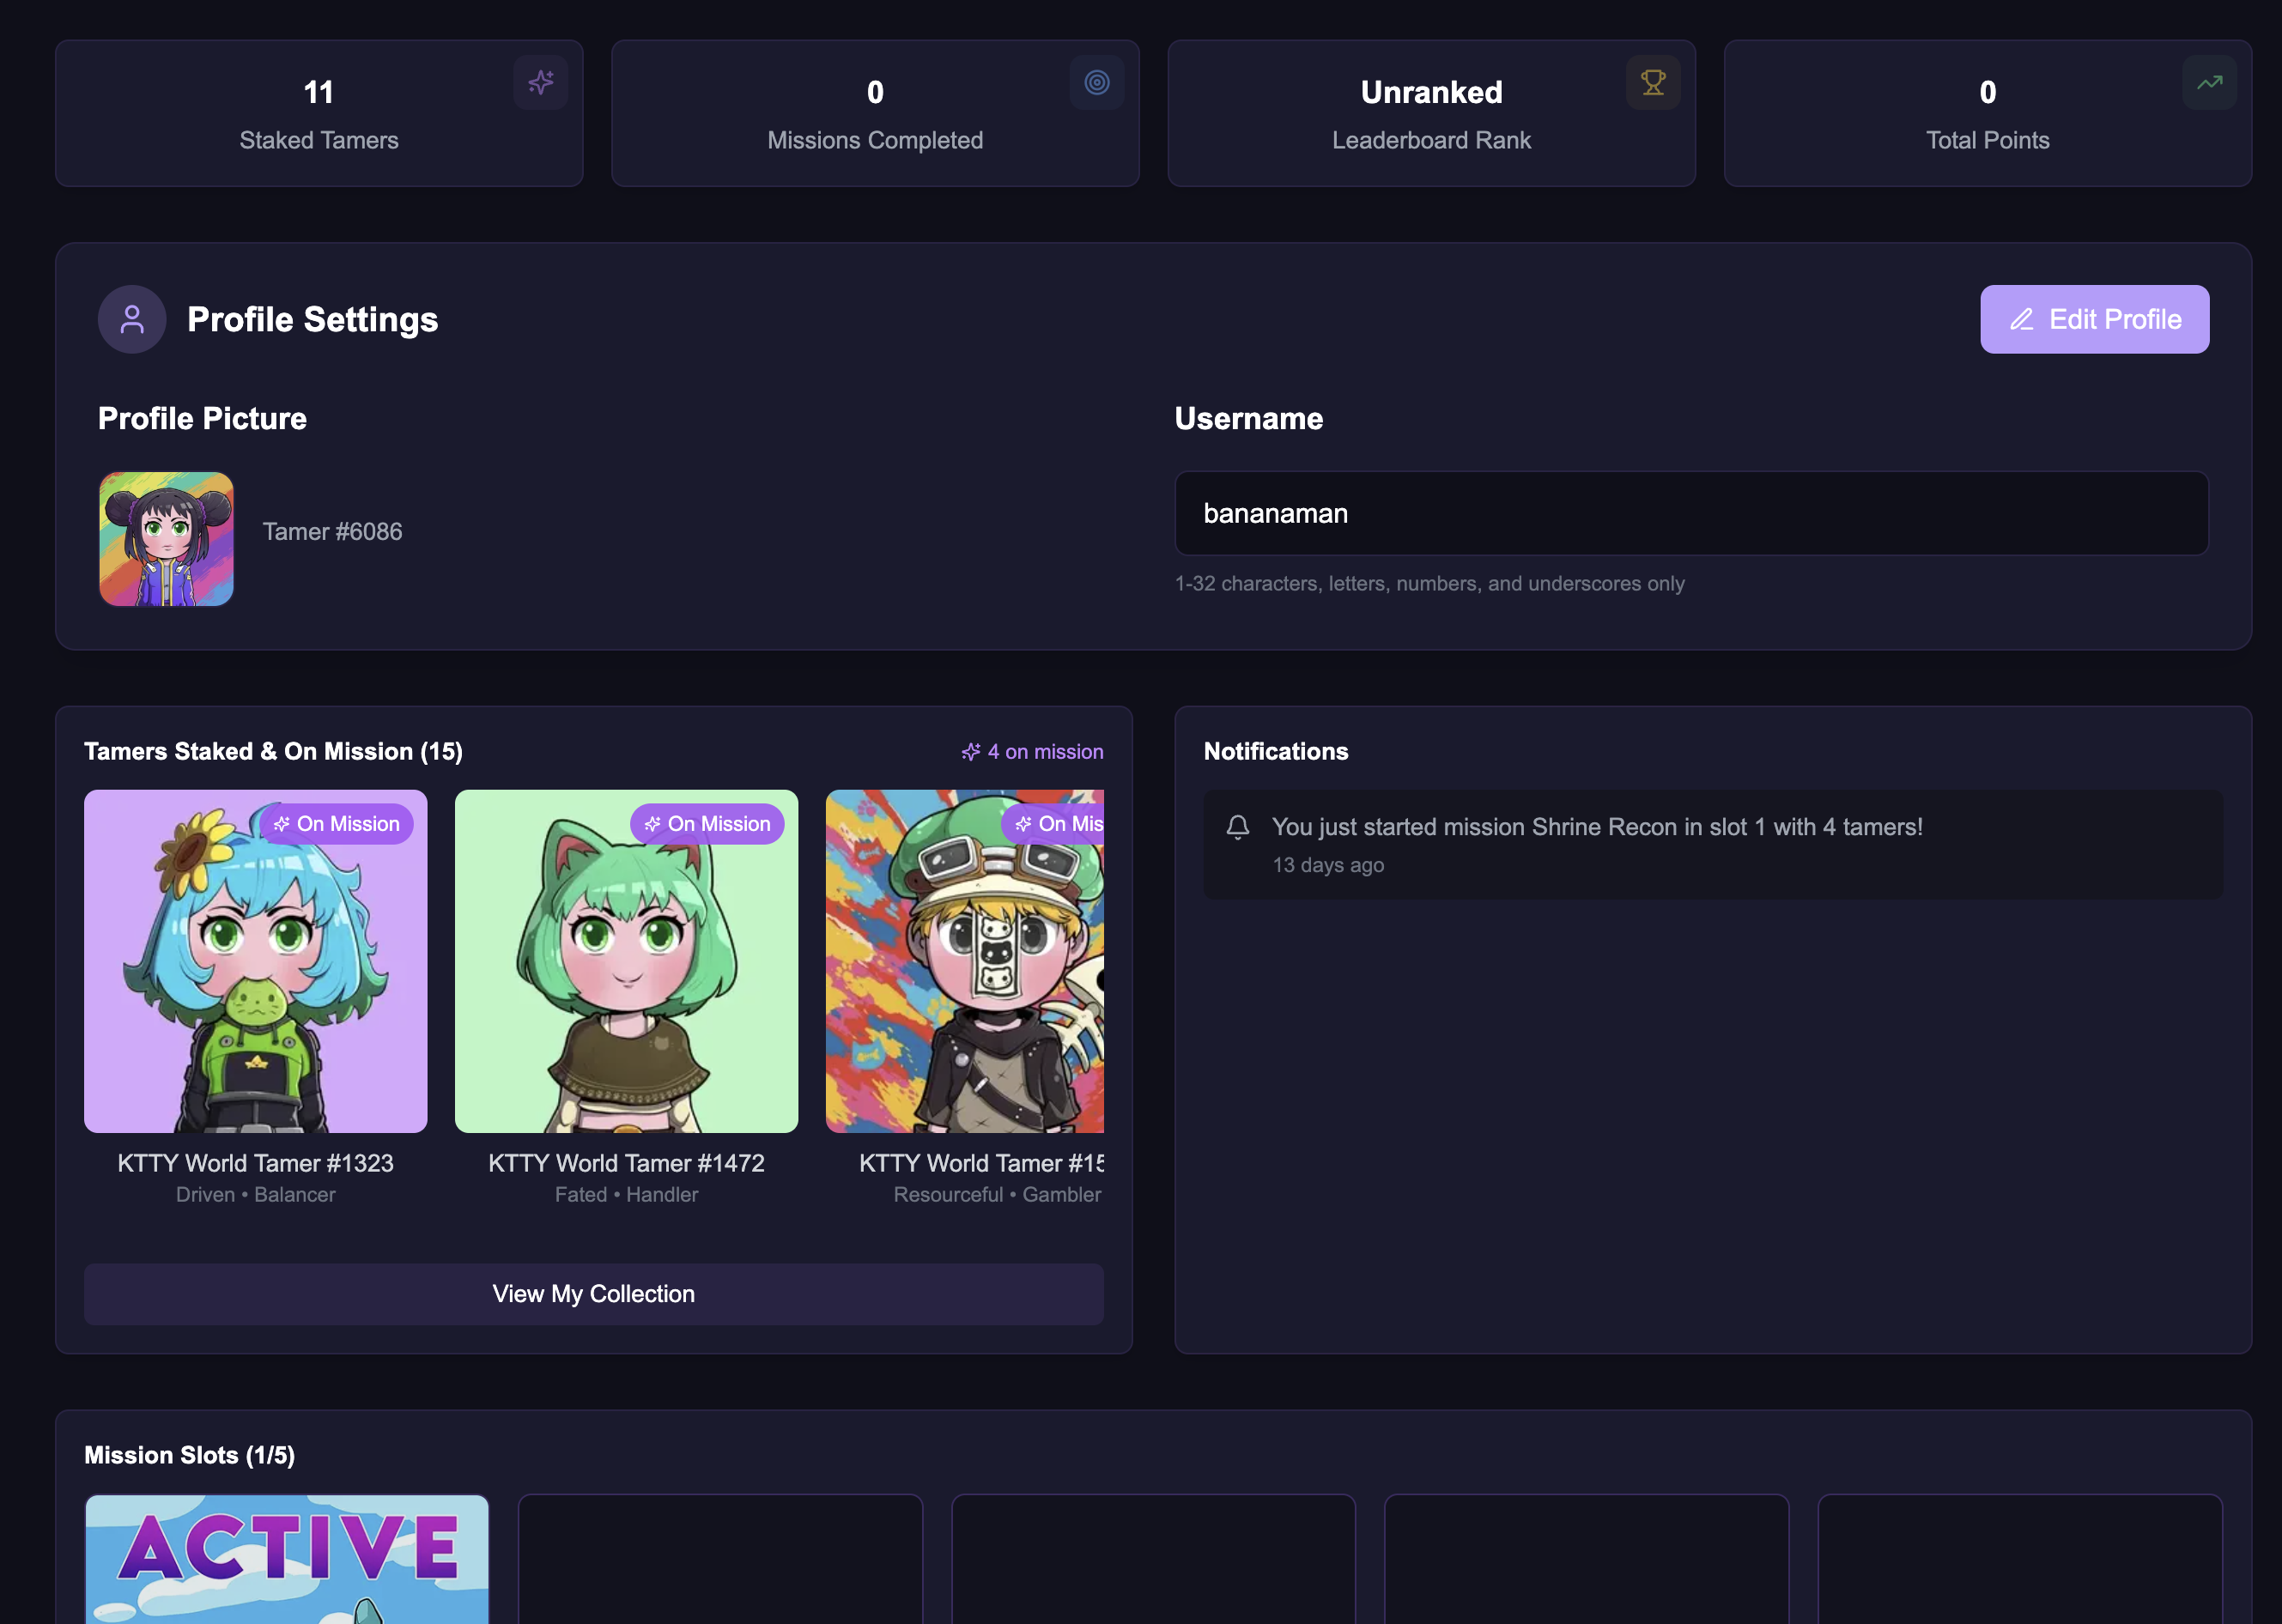 11
Staked Tamers
0
Missions Completed
Unranked
Leaderboard Rank
0
Total Points
Profile Settings
Edit Profile
Profile Picture
Tamer #6086
Username
bananaman
1-32 characters, letters, numbers, and underscores only
Tamers Staked & On Mission (15)
4 on mission
On Mission
On Mission
On Mis
KTTY World Tamer #1323
Driven • Balancer
KTTY World Tamer #1472
Fated • Handler
KTTY World Tamer #15
Resourceful • Gambler
View My Collection
Notifications
You just started mission Shrine Recon in slot 1 with 4 tamers!
13 days ago
Mission Slots (1/5)
ACTIVE